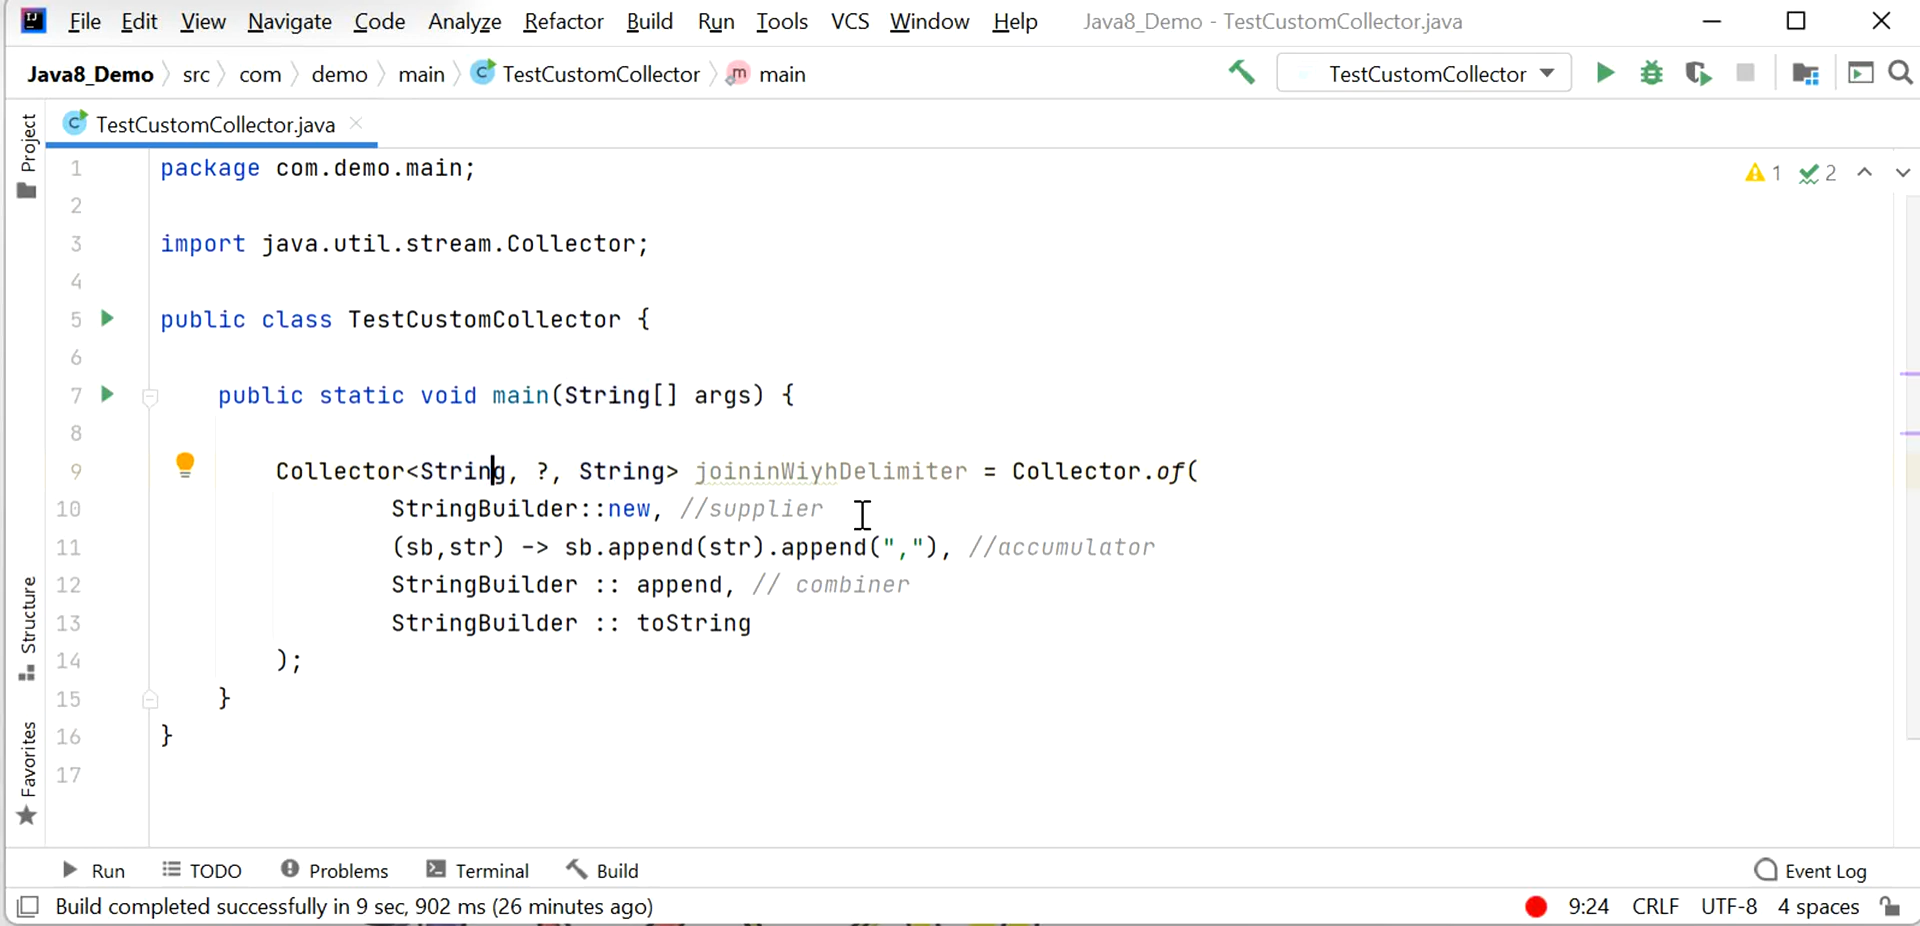 File Edit View Navigate Code Analyze Refactor Build Run Tools VCS Window Help Java8_Demo - TestCustomCollector.java
Java8_Demo src com demo main TestCustomCollector main TestCustomCollector
TestCustomCollector.java
Project
Structure
Favorites
1 package com.demo.main;
2
3 import java.util.stream.Collector;
4
5 public class TestCustomCollector {
6
7 public static void main(String[] args) {
8
9 Collector<String, ?, String> joininWiyhDelimiter = Collector.of(
10 StringBuilder::new, //supplier
11 (sb,str) -> sb.append(str).append(","), //accumulator
12 StringBuilder :: append, // combiner
13 StringBuilder :: toString
14 );
15 }
16 }
17
1 2
Run TODO Problems Terminal Build Event Log
Build completed successfully in 9 sec, 902 ms (26 minutes ago) 9:24 CRLF UTF-8 4 spaces